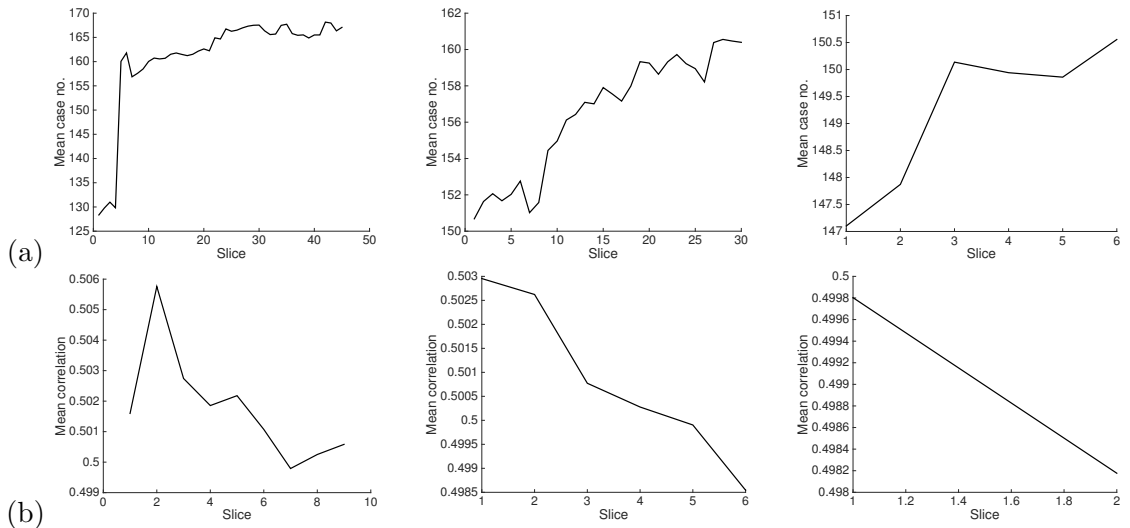 (a)
Mean case no.
170
165
160
155
150
145
140
135
130
125
0 10 20 30 40 50
Slice
Mean case no.
162
160
158
156
154
152
150
0 5 10 15 20 25 30
Slice
Mean case no.
151
150.5
150
149.5
149
148.5
148
147.5
147
1 2 3 4 5 6
Slice
(b)
Mean correlation
0.506
0.505
0.504
0.503
0.502
0.501
0.5
0.499
0 2 4 6 8 10
Slice
Mean correlation
0.503
0.5025
0.502
0.5015
0.501
0.5005
0.5
0.4995
0.499
0.4985
1 2 3 4 5 6
Slice
Mean correlation
0.5
0.4998
0.4996
0.4994
0.4992
0.499
0.4988
0.4986
0.4984
0.4982
0.498
1 1.2 1.4 1.6 1.8 2
Slice